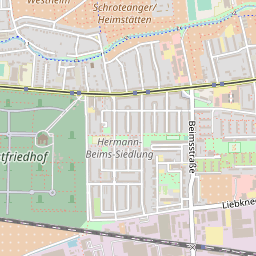 Westheim
Schroteanger/
Heimstätten
Hermann-
Beims-Siedlung
Beimsstraße
tfriedhof
Liebkne